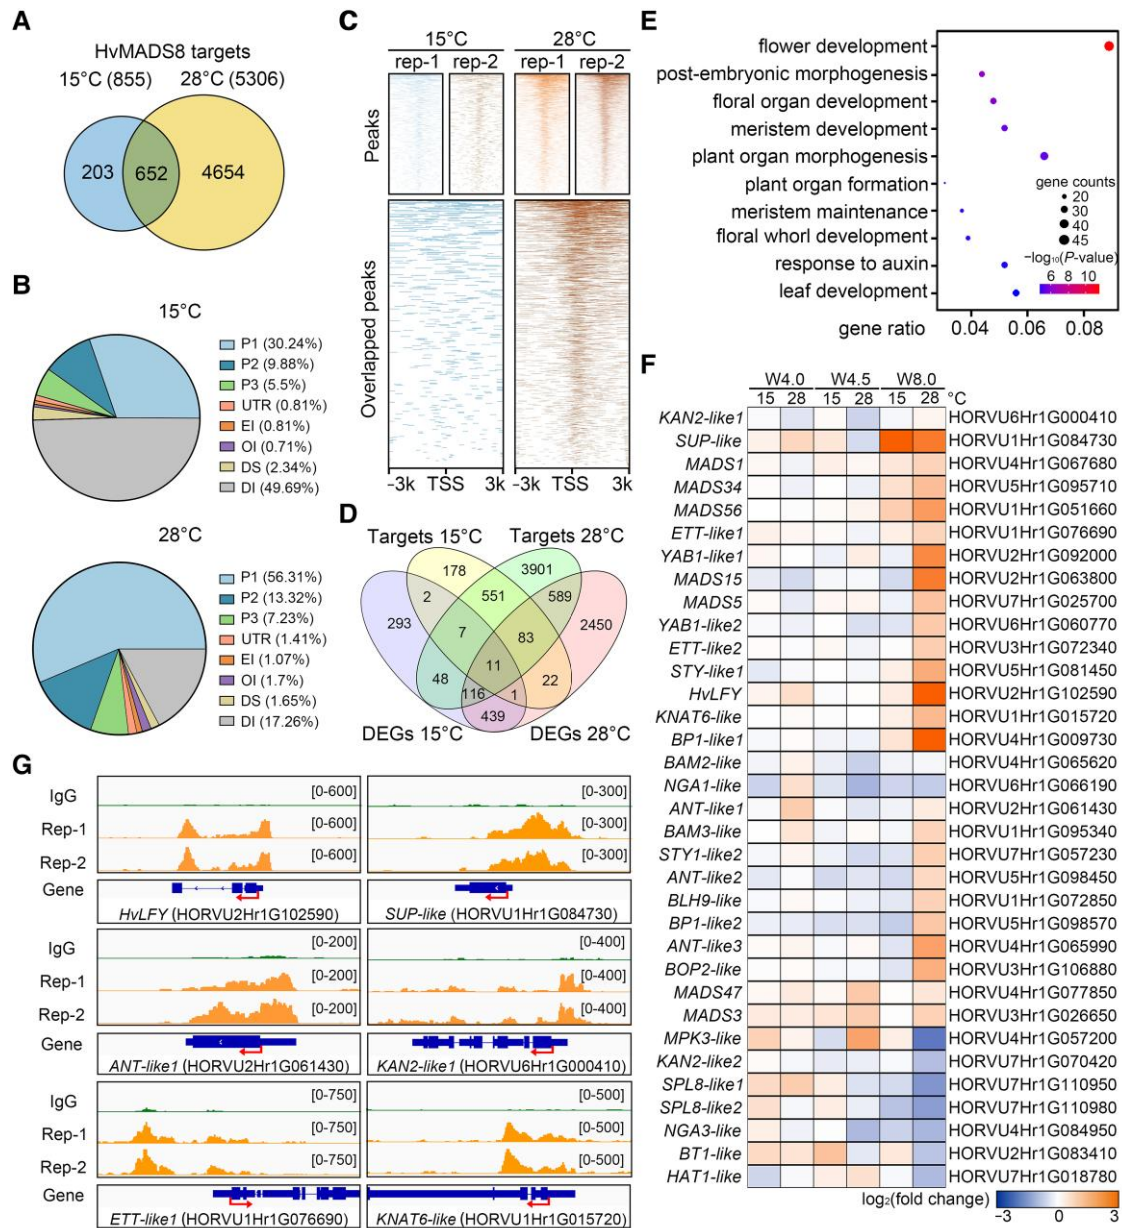 A
HvMADS8 targets
15°C (855) 28°C (5306)
203 652 4654
B
15°C
P1 (30.24%)
P2 (9.88%)
P3 (5.5%)
UTR (0.81%)
EI (0.81%)
OI (0.71%)
DS (2.34%)
DI (49.69%)
28°C
P1 (56.31%)
P2 (13.32%)
P3 (7.23%)
UTR (1.41%)
EI (1.07%)
OI (1.7%)
DS (1.65%)
DI (17.26%)
C
15°C 28°C
rep-1 rep-2 rep-1 rep-2
Peaks
Overlapped peaks
-3k TSS 3k -3k TSS 3k
D
Targets 15°C Targets 28°C
178 3901
2 551 589
293 7 83 2450
11
48 116 1 22
439
DEGs 15°C DEGs 28°C
E
flower development
post-embryonic morphogenesis
floral organ development
meristem development
plant organ morphogenesis
plant organ formation
meristem maintenance
floral whorl development
response to auxin
leaf development
gene counts
20
30
40
45
−log₁₀(P-value)
6 8 10
gene ratio 0.04 0.06 0.08
F
W4.0 W4.5 W8.0
15 28 15 28 15 28 °C
KAN2-like1 HORVU6Hr1G000410
SUP-like HORVU1Hr1G084730
MADS1 HORVU4Hr1G067680
MADS34 HORVU5Hr1G095710
MADS56 HORVU1Hr1G051660
ETT-like1 HORVU1Hr1G076690
YAB1-like1 HORVU2Hr1G092000
MADS15 HORVU2Hr1G063800
MADS5 HORVU7Hr1G025700
YAB1-like2 HORVU6Hr1G060770
ETT-like2 HORVU3Hr1G072340
STY-like1 HORVU5Hr1G081450
HvLFY HORVU2Hr1G102590
KNAT6-like HORVU1Hr1G015720
BP1-like1 HORVU4Hr1G009730
BAM2-like HORVU4Hr1G065620
NGA1-like HORVU6Hr1G066190
ANT-like1 HORVU2Hr1G061430
BAM3-like HORVU1Hr1G095340
STY1-like2 HORVU7Hr1G057230
ANT-like2 HORVU5Hr1G098450
BLH9-like HORVU1Hr1G072850
BP1-like2 HORVU5Hr1G098570
ANT-like3 HORVU4Hr1G065990
BOP2-like HORVU3Hr1G106880
MADS47 HORVU4Hr1G077850
MADS3 HORVU3Hr1G026650
MPK3-like HORVU4Hr1G057200
KAN2-like2 HORVU7Hr1G070420
SPL8-like1 HORVU7Hr1G110950
SPL8-like2 HORVU7Hr1G110980
NGA3-like HORVU4Hr1G084950
BT1-like HORVU2Hr1G083410
HAT1-like HORVU7Hr1G018780
log₂(fold change)
−3 0 3
G
IgG [0-600] [0-300]
Rep-1 [0-600] [0-300]
Rep-2 [0-600] [0-300]
Gene
HvLFY (HORVU2Hr1G102590) SUP-like (HORVU1Hr1G084730)
IgG [0-200] [0-400]
Rep-1 [0-200] [0-400]
Rep-2 [0-200] [0-400]
Gene
ANT-like1 (HORVU2Hr1G061430) KAN2-like1 (HORVU6Hr1G000410)
IgG [0-750] [0-500]
Rep-1 [0-750] [0-500]
Rep-2 [0-750] [0-500]
Gene
ETT-like1 (HORVU1Hr1G076690) KNAT6-like (HORVU1Hr1G015720)